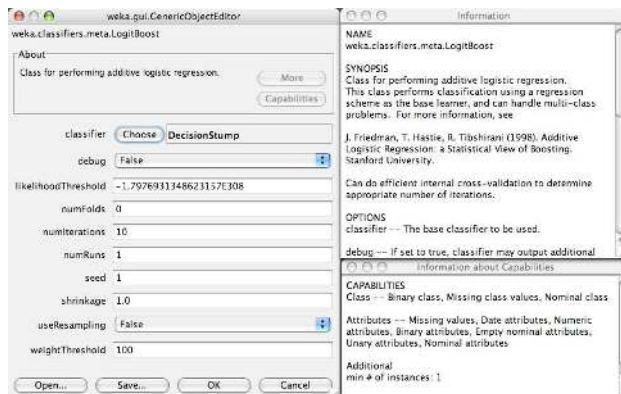 weka.gui.GenericObjectEditor
weka.classifiers.meta.LogitBoost
About
Class for performing additive logistic regression.
More
Capabilities
classifier Choose DecisionStump
debug False
likelihoodThreshold -1.7976931348623157E308
numFolds 0
numIterations 10
numRuns 1
seed 1
shrinkage 1.0
useResampling False
weightThreshold 100
Open... Save... OK Cancel
Information
NAME
weka.classifiers.meta.LogitBoost
SYNOPSIS
Class for performing additive logistic regression.
This class performs classification using a regression
scheme as the base learner, and can handle multi-class
problems. For more information, see
J. Friedman, T. Hastie, R. Tibshirani (1998). Additive
Logistic Regression: a Statistical View of Boosting.
Stanford University.
Can do efficient internal cross-validation to determine
appropriate number of iterations.
OPTIONS
classifier -- The base classifier to be used.
debug -- If set to true, classifier may output additional
Information about Capabilities
CAPABILITIES
Class -- Binary class, Missing class values, Nominal class
Attributes -- Missing values, Date attributes, Numeric
attributes, Binary attributes, Empty nominal attributes,
Unary attributes, Nominal attributes
Additional
min # of instances: 1